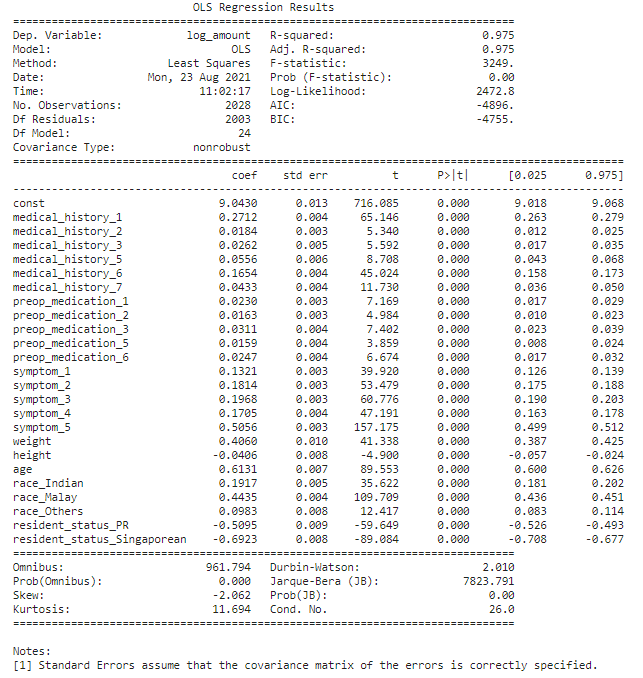 OLS Regression Results
==============================================================================
Dep. Variable: log_amount R-squared: 0.975
Model: OLS Adj. R-squared: 0.975
Method: Least Squares F-statistic: 3249.
Date: Mon, 23 Aug 2021 Prob (F-statistic): 0.00
Time: 11:02:17 Log-Likelihood: 2472.8
No. Observations: 2028 AIC: -4896.
Df Residuals: 2003 BIC: -4755.
Df Model: 24
Covariance Type: nonrobust
==============================================================================================
coef std err t P>|t| [0.025 0.975]
----------------------------------------------------------------------------------------------
const 9.0430 0.013 716.085 0.000 9.018 9.068
medical_history_1 0.2712 0.004 65.146 0.000 0.263 0.279
medical_history_2 0.0184 0.003 5.340 0.000 0.012 0.025
medical_history_3 0.0262 0.005 5.592 0.000 0.017 0.035
medical_history_5 0.0556 0.006 8.708 0.000 0.043 0.068
medical_history_6 0.1654 0.004 45.024 0.000 0.158 0.173
medical_history_7 0.0433 0.004 11.730 0.000 0.036 0.050
preop_medication_1 0.0230 0.003 7.169 0.000 0.017 0.029
preop_medication_2 0.0163 0.003 4.984 0.000 0.010 0.023
preop_medication_3 0.0311 0.004 7.402 0.000 0.023 0.039
preop_medication_5 0.0159 0.004 3.859 0.000 0.008 0.024
preop_medication_6 0.0247 0.004 6.674 0.000 0.017 0.032
symptom_1 0.1321 0.003 39.920 0.000 0.126 0.139
symptom_2 0.1814 0.003 53.479 0.000 0.175 0.188
symptom_3 0.1968 0.003 60.776 0.000 0.190 0.203
symptom_4 0.1705 0.004 47.191 0.000 0.163 0.178
symptom_5 0.5056 0.003 157.175 0.000 0.499 0.512
weight 0.4060 0.010 41.338 0.000 0.387 0.425
height -0.0406 0.008 -4.900 0.000 -0.057 -0.024
age 0.6131 0.007 89.553 0.000 0.600 0.626
race_Indian 0.1917 0.005 35.622 0.000 0.181 0.202
race_Malay 0.4435 0.004 109.709 0.000 0.436 0.451
race_Others 0.0983 0.008 12.417 0.000 0.083 0.114
resident_status_PR -0.5095 0.009 -59.649 0.000 -0.526 -0.493
resident_status_Singaporean -0.6923 0.008 -89.084 0.000 -0.708 -0.677
==============================================================================
Omnibus: 961.794 Durbin-Watson: 2.010
Prob(Omnibus): 0.000 Jarque-Bera (JB): 7823.791
Skew: -2.062 Prob(JB): 0.00
Kurtosis: 11.694 Cond. No. 26.0
==============================================================================
Notes:
[1] Standard Errors assume that the covariance matrix of the errors is correctly specified.